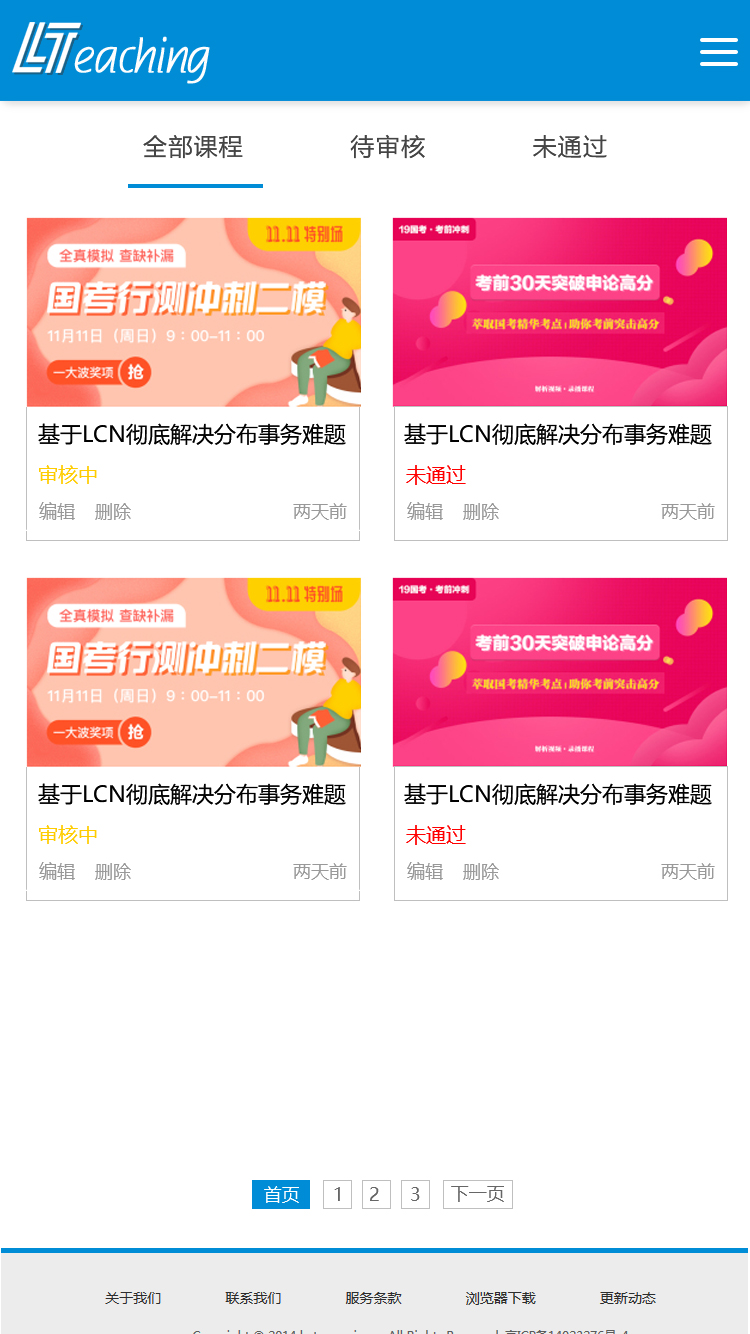 LLTeaching
全部课程 待审核 未通过
11.11 特别场
全真模拟 查缺补漏
国考行测冲刺二模
11月11日（周日）9：00-11：00
一大波奖项 抢
19国考·考前冲刺
考前30天突破申论高分
萃取国考精华考点；助你考前突击高分
解析视频·录播课程
基于LCN彻底解决分布事务难题
审核中
编辑 删除 两天前
基于LCN彻底解决分布事务难题
未通过
编辑 删除 两天前
11.11 特别场
全真模拟 查缺补漏
国考行测冲刺二模
11月11日（周日）9：00-11：00
一大波奖项 抢
19国考·考前冲刺
考前30天突破申论高分
萃取国考精华考点；助你考前突击高分
解析视频·录播课程
基于LCN彻底解决分布事务难题
审核中
编辑 删除 两天前
基于LCN彻底解决分布事务难题
未通过
编辑 删除 两天前
首页 1 2 3 下一页
关于我们 联系我们 服务条款 浏览器下载 更新动态